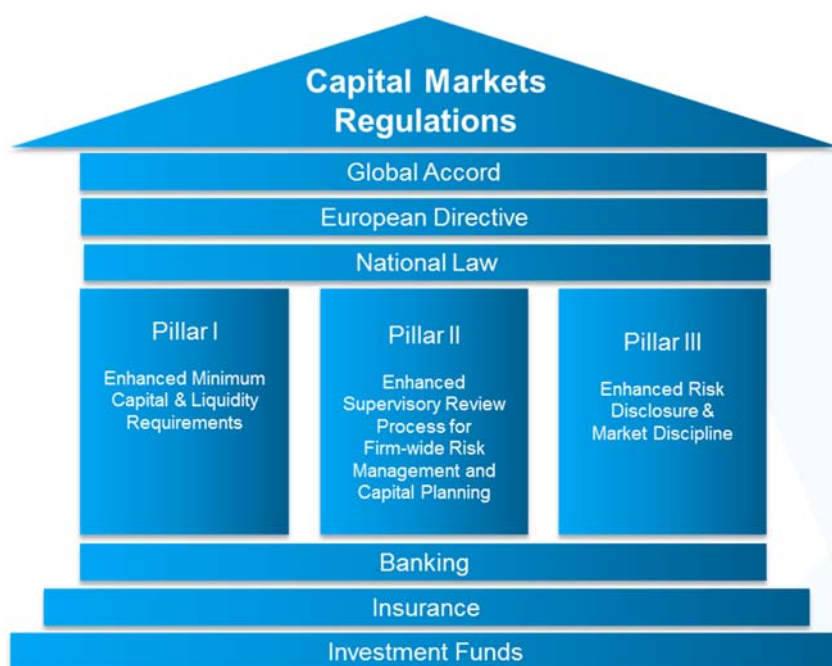 Capital Markets
Regulations
Global Accord
European Directive
National Law
Pillar I
Enhanced Minimum
Capital & Liquidity
Requirements
Pillar II
Enhanced
Supervisory Review
Process for
Firm-wide Risk
Management and
Capital Planning
Pillar III
Enhanced Risk
Disclosure &
Market Discipline
Banking
Insurance
Investment Funds